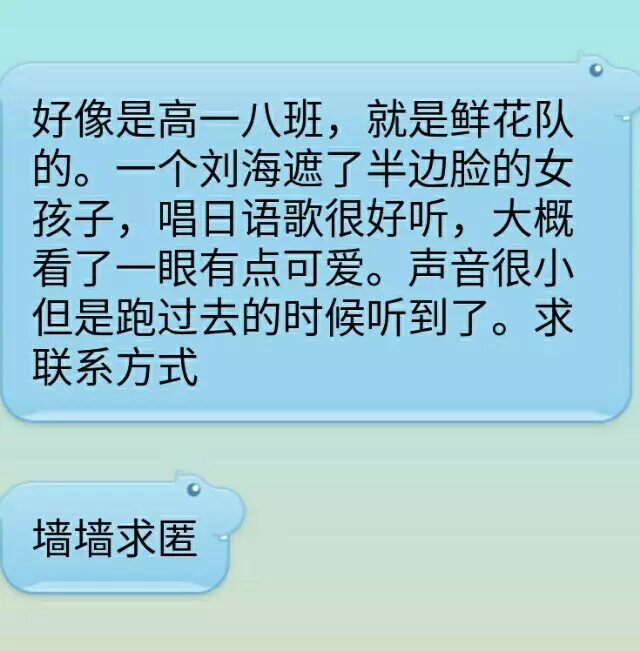 好像是高一八班，就是鲜花队
的。一个刘海遮了半边脸的女
孩子，唱日语歌很好听，大概
看了一眼有点可爱。声音很小
但是跑过去的时候听到了。求
联系方式
墙墙求匿